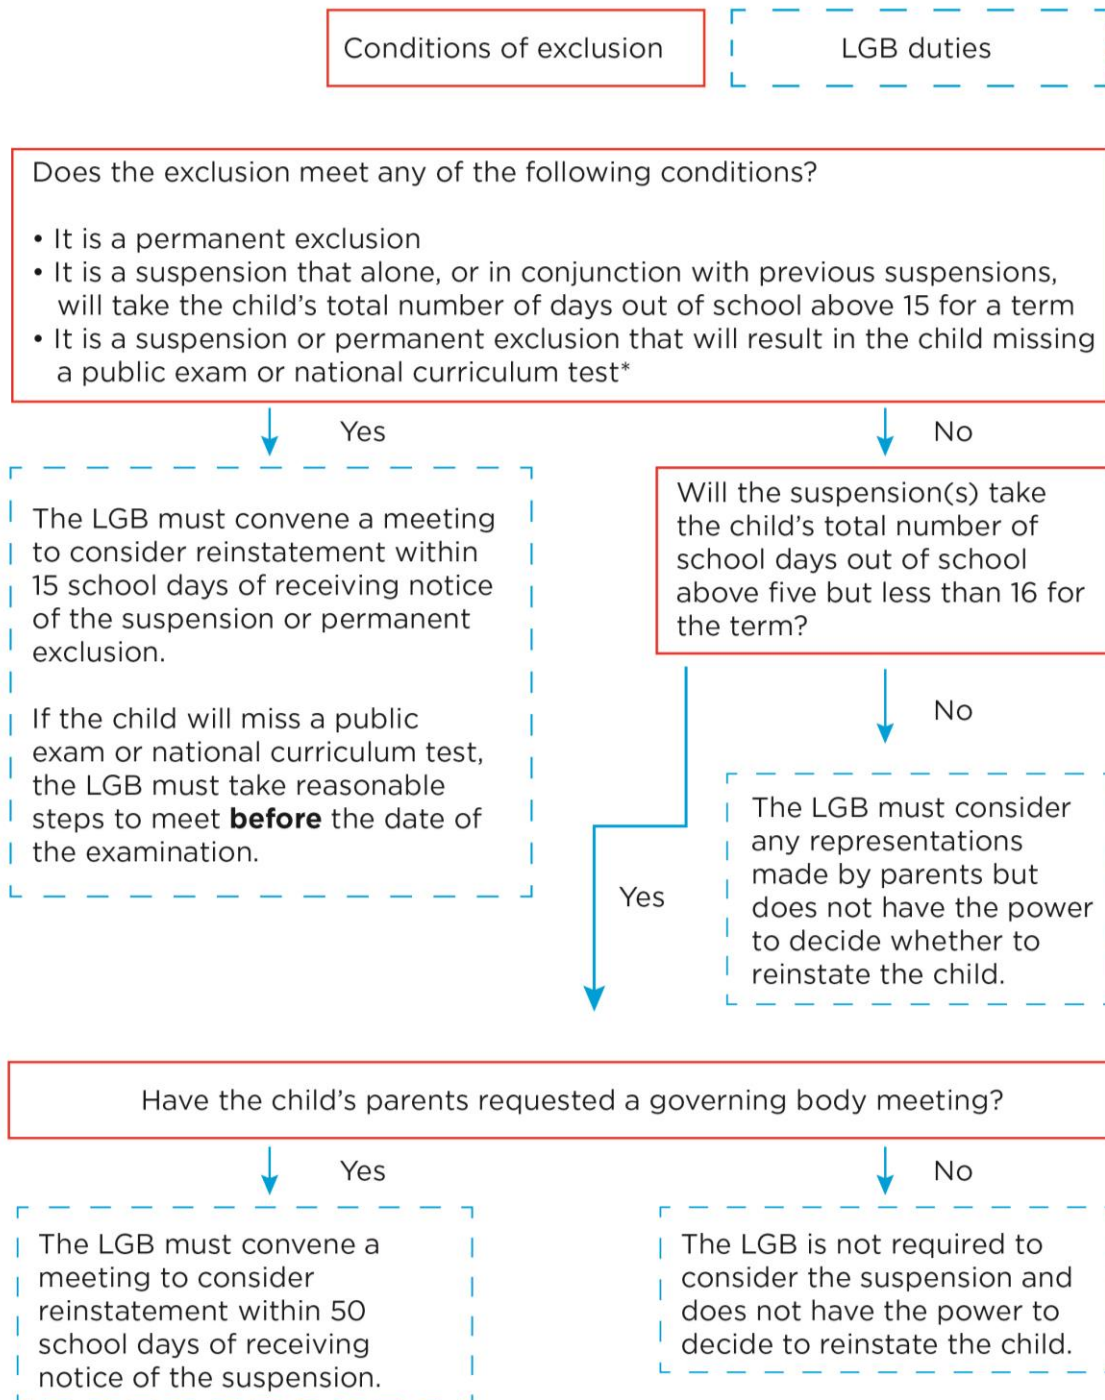 Conditions of exclusion
LGB duties
Does the exclusion meet any of the following conditions?
• It is a permanent exclusion
• It is a suspension that alone, or in conjunction with previous suspensions,
will take the child’s total number of days out of school above 15 for a term
• It is a suspension or permanent exclusion that will result in the child missing
a public exam or national curriculum test*
Yes
No
The LGB must convene a meeting
to consider reinstatement within
15 school days of receiving notice
of the suspension or permanent
exclusion.
If the child will miss a public
exam or national curriculum test,
the LGB must take reasonable
steps to meet before the date of
the examination.
Will the suspension(s) take
the child’s total number of
school days out of school
above five but less than 16 for
the term?
No
The LGB must consider
any representations
made by parents but
does not have the power
to decide whether to
reinstate the child.
Yes
Have the child’s parents requested a governing body meeting?
Yes
No
The LGB must convene a
meeting to consider
reinstatement within 50
school days of receiving
notice of the suspension.
The LGB is not required to
consider the suspension and
does not have the power to
decide to reinstate the child.